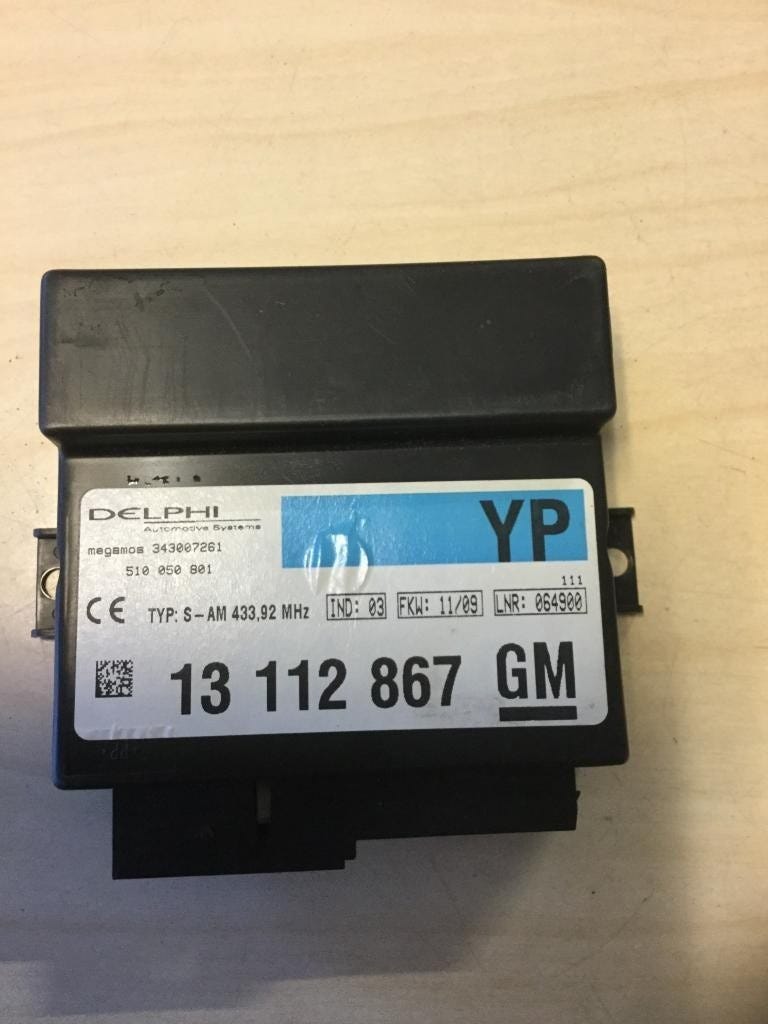 DELPHI
Automotive Systems
YP
megamos 343007261
510 050 801
111
CE TYP: S-AM 433,92 MHz IND: 03 FKW: 11/09 LNR: 064900
13 112 867 GM